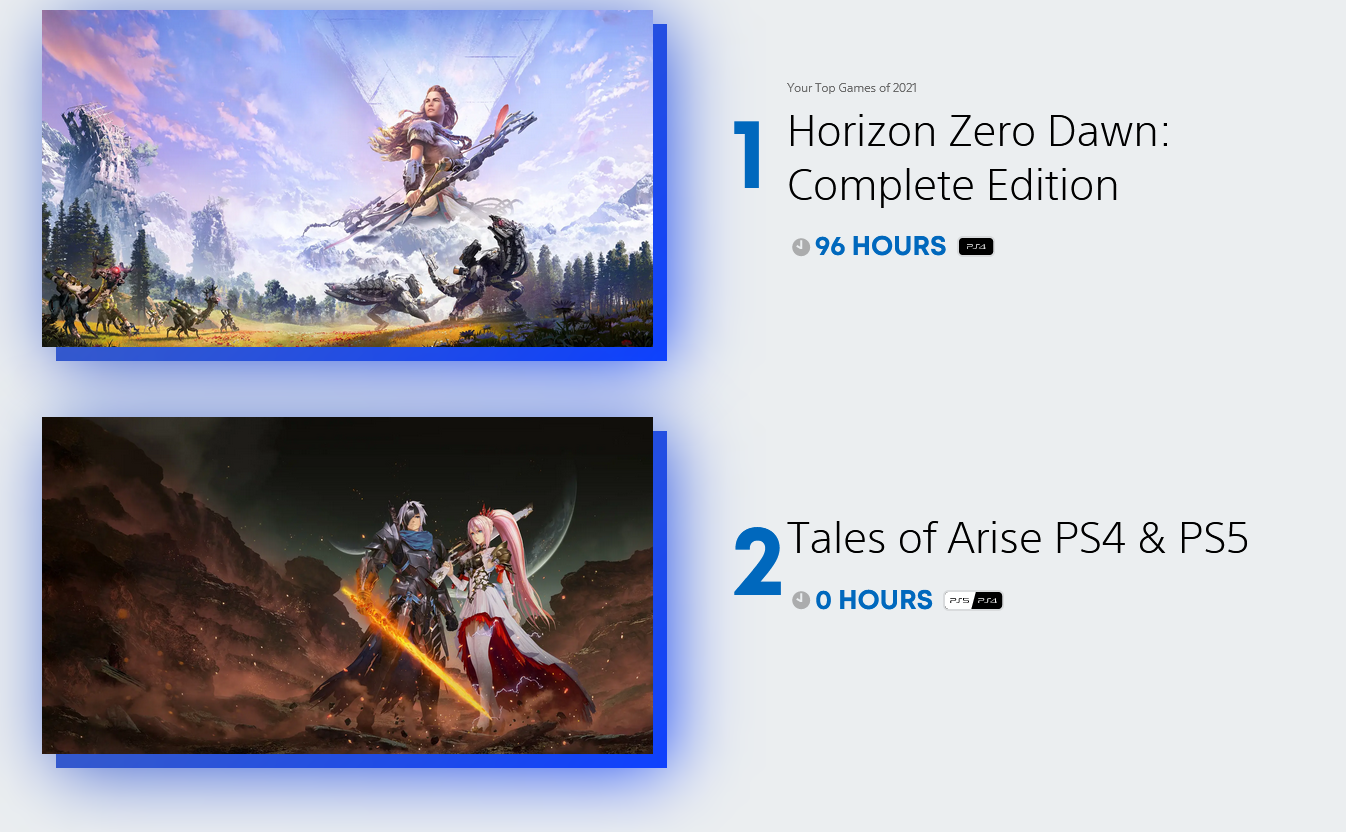 Your Top Games of 2021
1
Horizon Zero Dawn:
Complete Edition
96 HOURS PS4
2
Tales of Arise PS4 & PS5
0 HOURS PS5 PS4